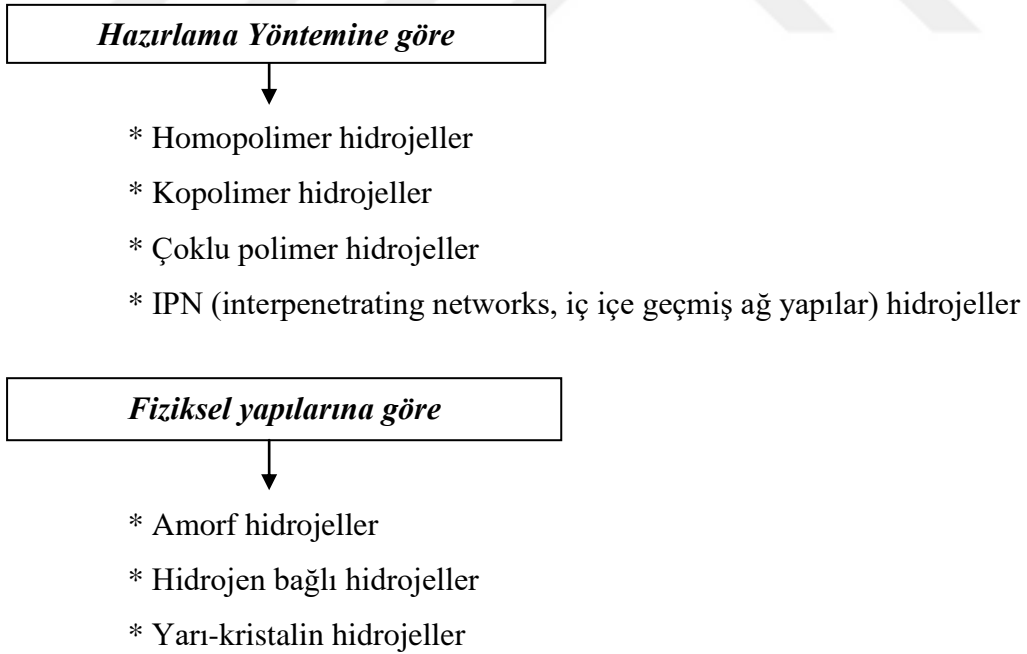 Hazırlama Yöntemine göre
* Homopolimer hidrojeller
* Kopolimer hidrojeller
* Çoklu polimer hidrojeller
* IPN (interpenetrating networks, iç içe geçmiş ağ yapılar) hidrojeller
Fiziksel yapılarına göre
* Amorf hidrojeller
* Hidrojen bağlı hidrojeller
* Yarı-kristalin hidrojeller